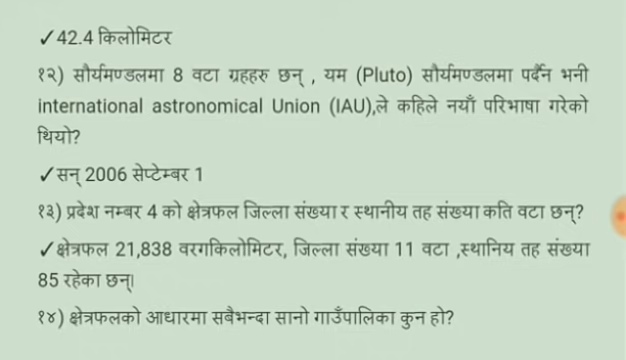 ✓42.4 किलोमिटर
१२) सौर्यमण्डलमा 8 वटा ग्रहहरु छन् , यम (Pluto) सौर्यमण्डलमा पर्दैन भनी
international astronomical Union (IAU),ले कहिले नयाँ परिभाषा गरेको
थियो?
✓सन् 2006 सेप्टेम्बर 1
१३) प्रदेश नम्बर 4 को क्षेत्रफल जिल्ला संख्या र स्थानीय तह संख्या कति वटा छन्?
✓क्षेत्रफल 21,838 वरगकिलोमिटर, जिल्ला संख्या 11 वटा ,स्थानिय तह संख्या
85 रहेका छन्।
१४) क्षेत्रफलको आधारमा सबैभन्दा सानो गाउँपालिका कुन हो?